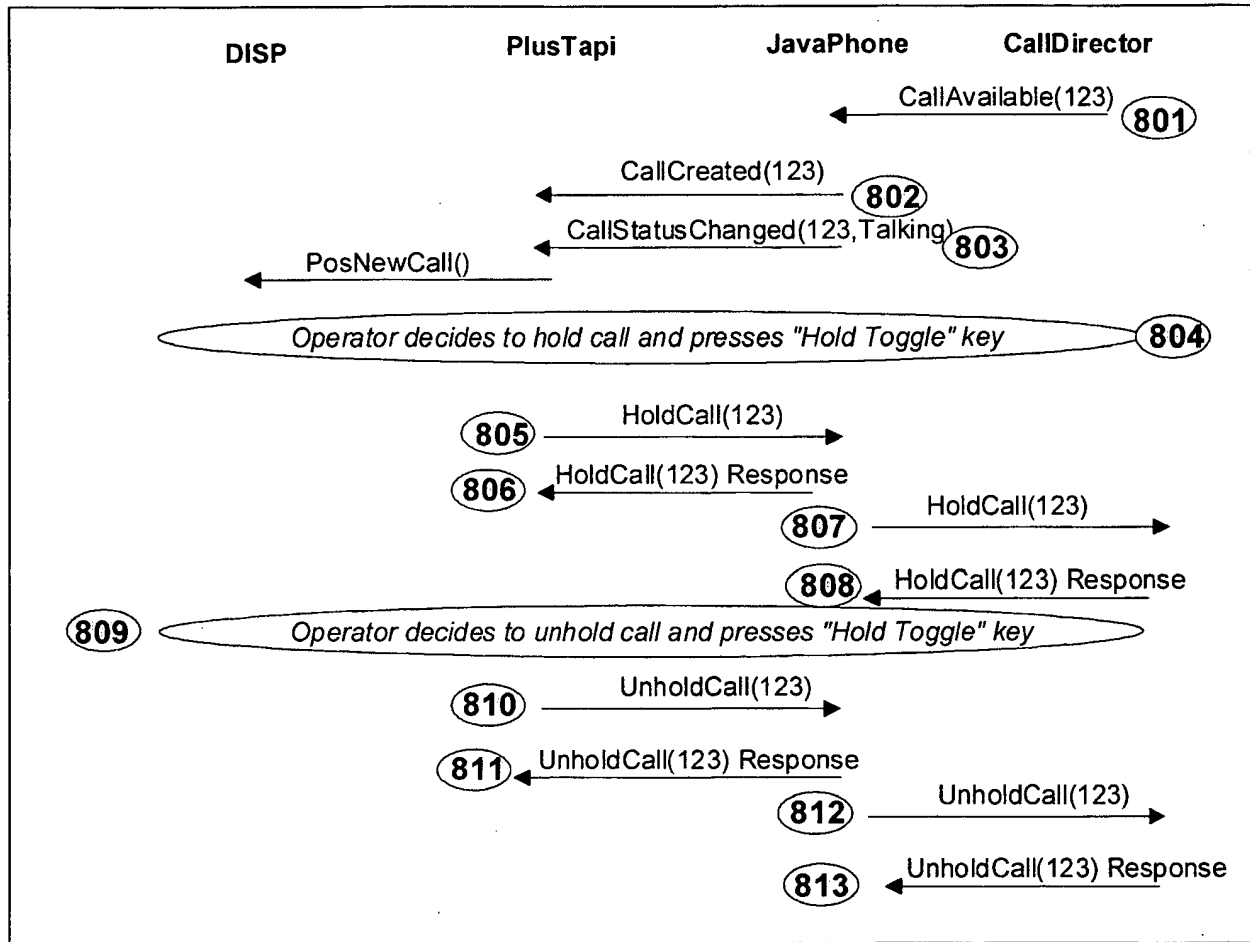 DISP PlusTapi JavaPhone CallDirector
CallAvailable(123) 801
CallCreated(123) 802
CallStatusChanged(123,Talking) 803
PosNewCall()
Operator decides to hold call and presses "Hold Toggle" key 804
805 HoldCall(123)
806 HoldCall(123) Response
807 HoldCall(123)
808 HoldCall(123) Response
809 Operator decides to unhold call and presses "Hold Toggle" key
810 UnholdCall(123)
811 UnholdCall(123) Response
812 UnholdCall(123)
813 UnholdCall(123) Response